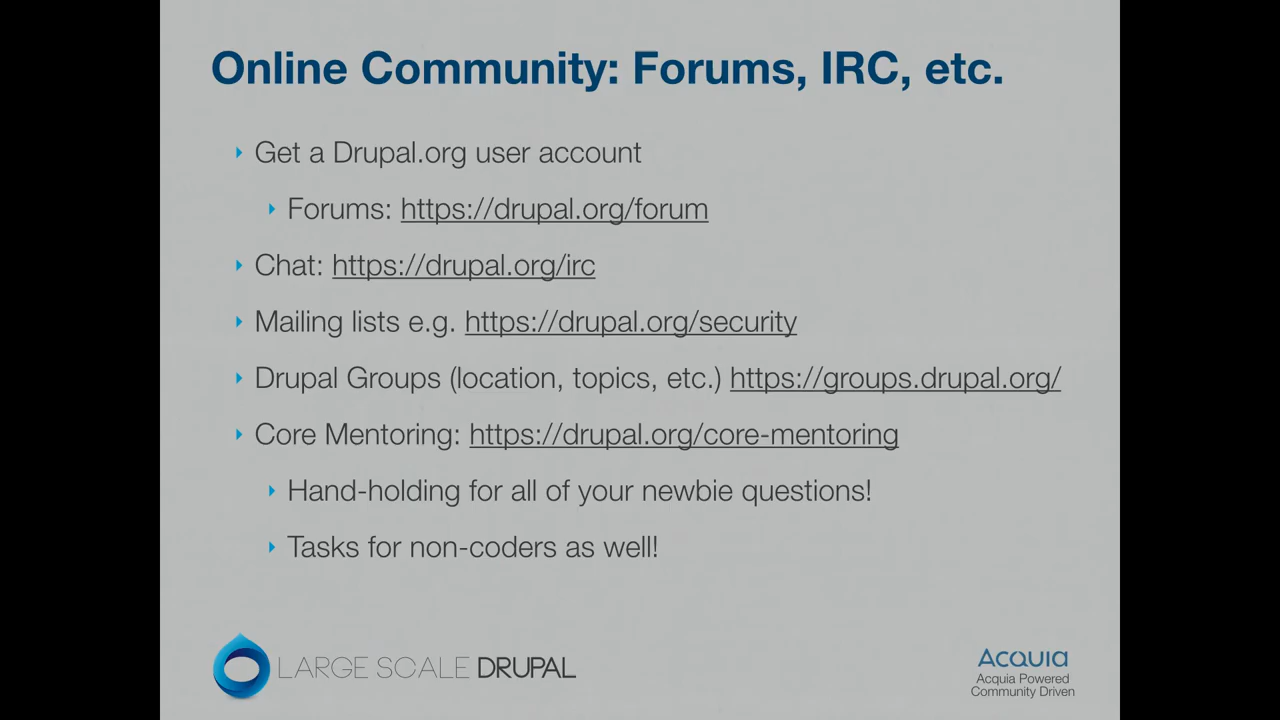 Online Community: Forums, IRC, etc.
Get a Drupal.org user account
Forums: https://drupal.org/forum
Chat: https://drupal.org/irc
Mailing lists e.g. https://drupal.org/security
Drupal Groups (location, topics, etc.) https://groups.drupal.org/
Core Mentoring: https://drupal.org/core-mentoring
Hand-holding for all of your newbie questions!
Tasks for non-coders as well!
LARGE SCALE DRUPAL
Acquia
Acquia Powered
Community Driven